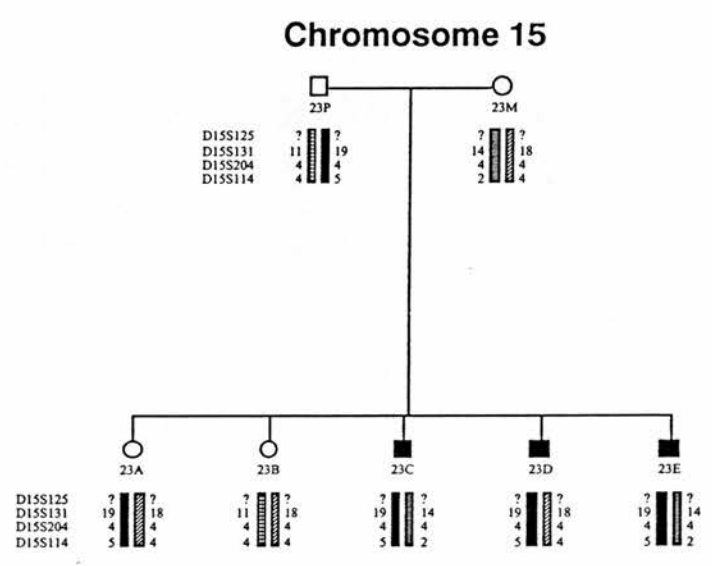 Chromosome 15
23P 23M
D15S125 ? ? ? ?
D15S131 11 19 14 18
D15S204 4 4 4 4
D15S114 4 5 2 4
23A 23B 23C 23D 23E
D15S125 ? ? ? ? ? ? ? ? ? ?
D15S131 19 18 11 18 19 14 19 18 19 14
D15S204 4 4 4 4 4 4 4 4 4 4
D15S114 5 4 4 4 5 2 5 4 5 2